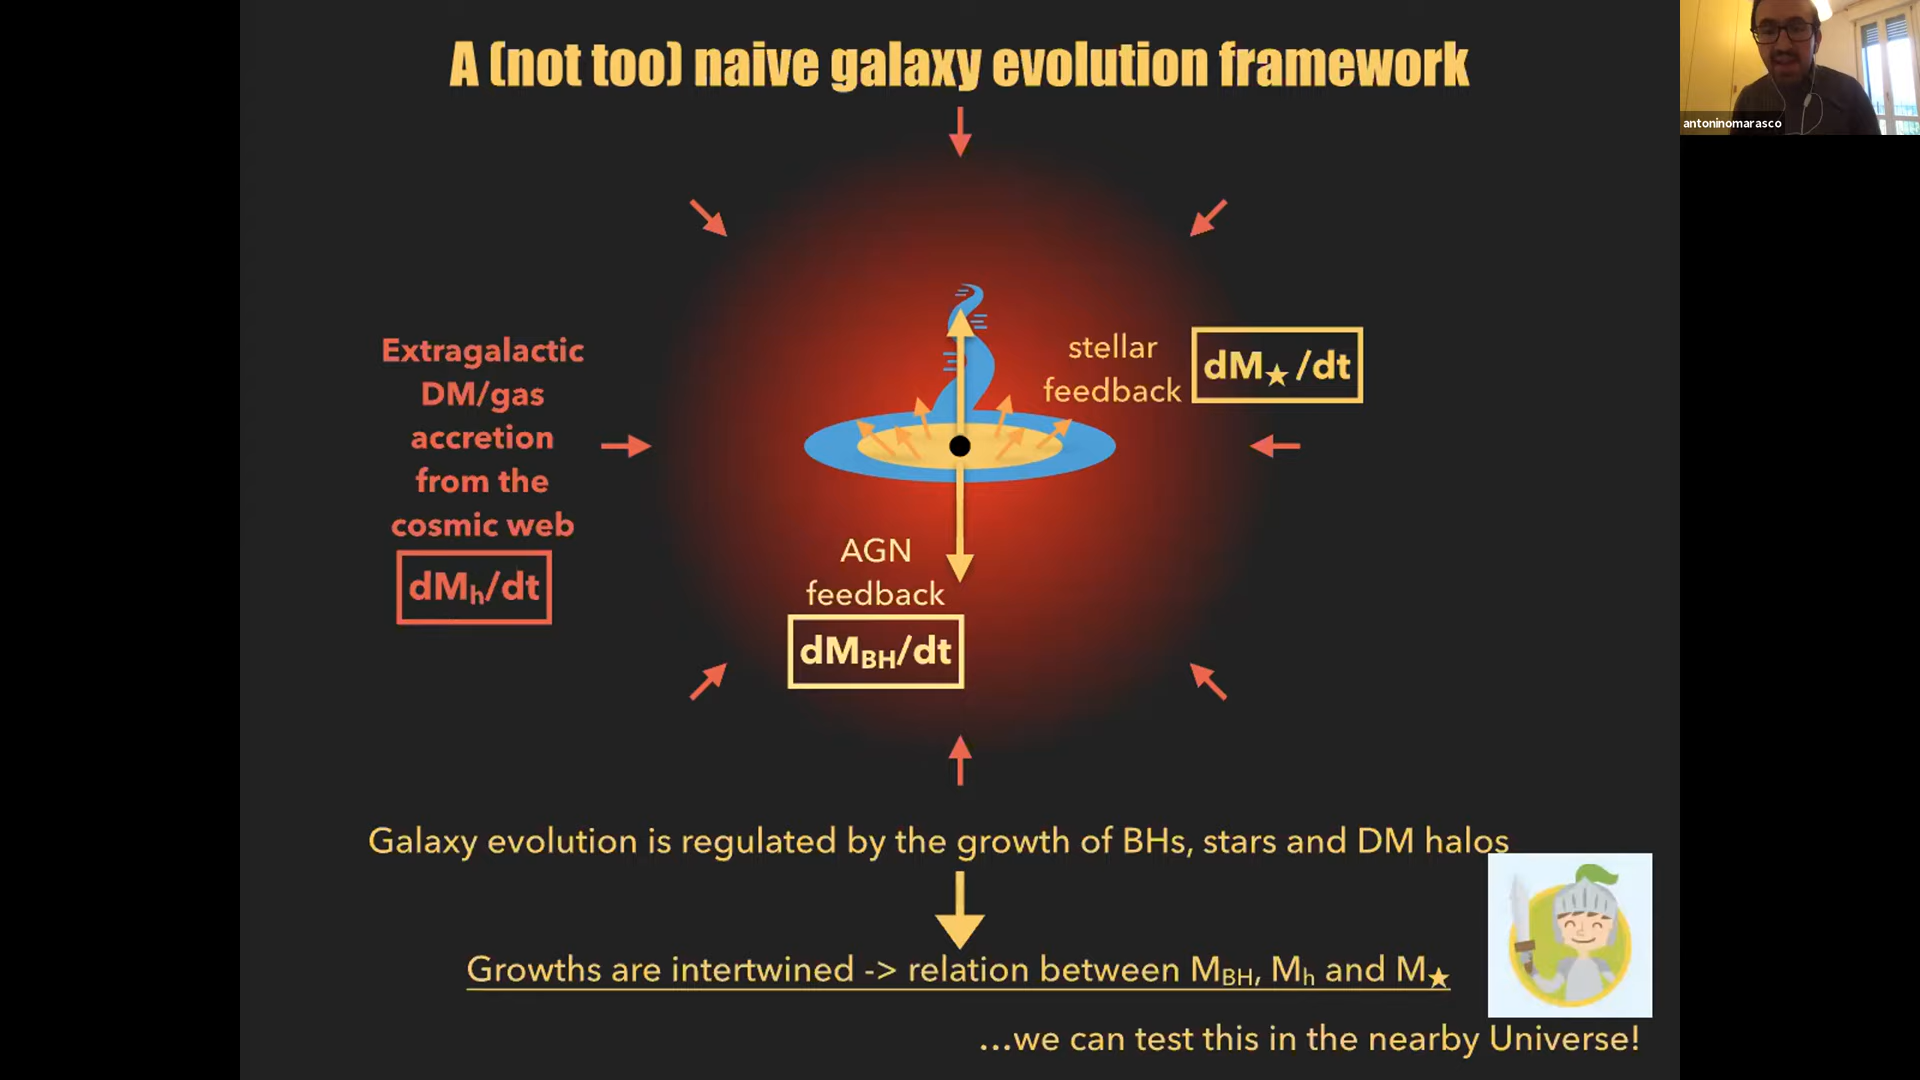 A (not too) naive galaxy evolution framework
antoninomarasco
Extragalactic
DM/gas
accretion
from the
cosmic web
dMh/dt
stellar
feedback
dM★/dt
AGN
feedback
dMBH/dt
Galaxy evolution is regulated by the growth of BHs, stars and DM halos
Growths are intertwined -> relation between MBH, Mh and M★
...we can test this in the nearby Universe!